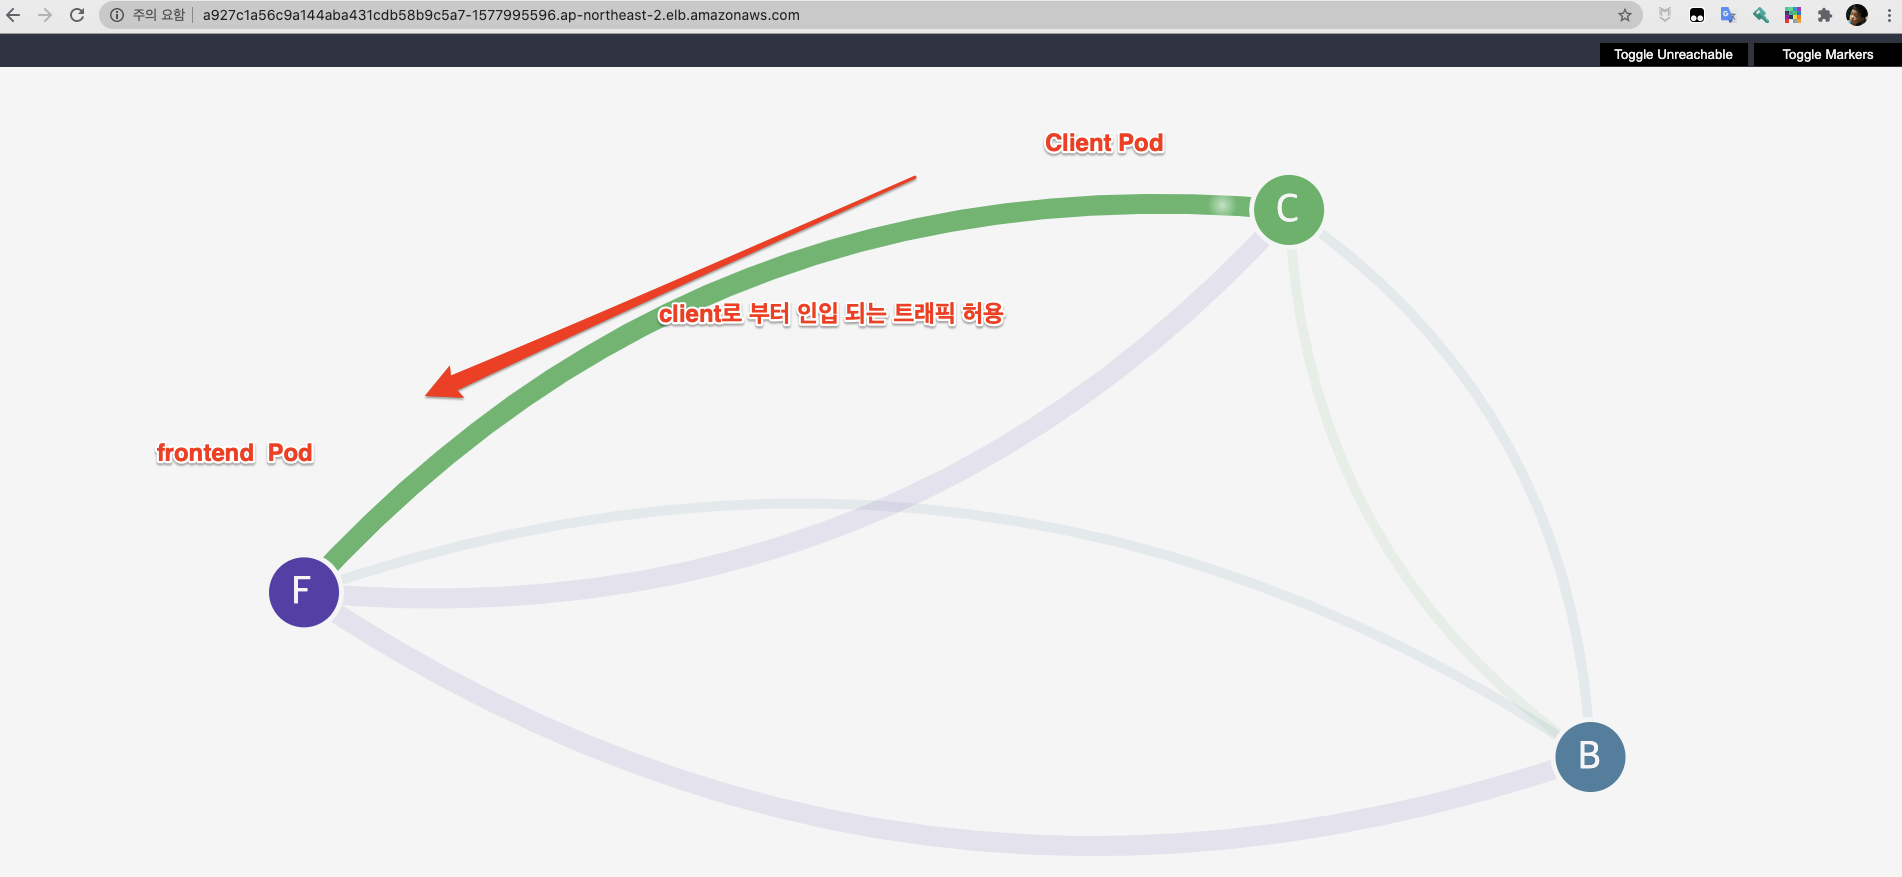 주의 요함
a927c1a56c9a144aba431cdb58b9c5a7-1577995596.ap-northeast-2.elb.amazonaws.com
Toggle Unreachable
Toggle Markers
Client Pod
C
client로 부터 인입 되는 트래픽 허용
frontend Pod
F
B